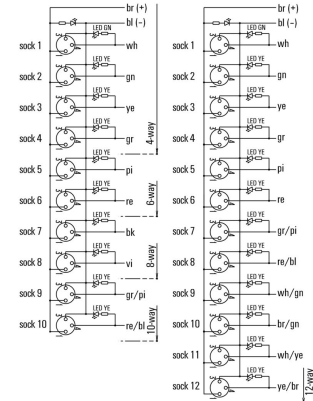 br (+)
bl (−)
LED GN
sock 1
wh
LED YE
sock 2
gn
LED YE
sock 3
ye
LED YE
sock 4
gr
4-way
LED YE
sock 5
pi
LED YE
sock 6
re
6-way
LED YE
sock 7
bk
LED YE
sock 8
vi
8-way
LED YE
sock 9
gr/pi
LED YE
sock 10
re/bl
10-way
br (+)
bl (−)
LED GN
sock 1
wh
LED YE
sock 2
gn
LED YE
sock 3
ye
LED YE
sock 4
gr
LED YE
sock 5
pi
LED YE
sock 6
re
LED YE
sock 7
gr/pi
LED YE
sock 8
re/bl
LED YE
sock 9
wh/gn
LED YE
sock 10
br/gn
LED YE
sock 11
wh/ye
LED YE
sock 12
ye/br
12-way